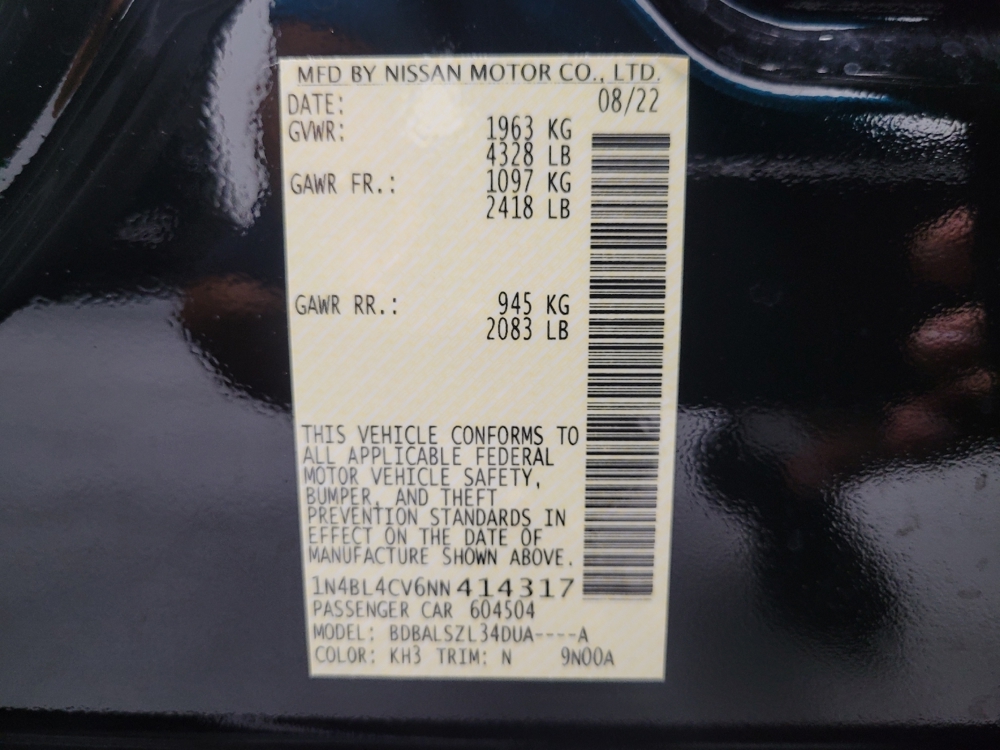 MFD BY NISSAN MOTOR CO., LTD.
DATE: 08/22
GVWR: 1963 KG
4328 LB
GAWR FR.: 1097 KG
2418 LB
GAWR RR.: 945 KG
2083 LB
THIS VEHICLE CONFORMS TO
ALL APPLICABLE FEDERAL
MOTOR VEHICLE SAFETY,
BUMPER, AND THEFT
PREVENTION STANDARDS IN
EFFECT ON THE DATE OF
MANUFACTURE SHOWN ABOVE.
1N4BL4CV6NN414317
PASSENGER CAR 604504
MODEL: BDBALSZL34DUA----A
COLOR: KH3 TRIM: N 9N00A